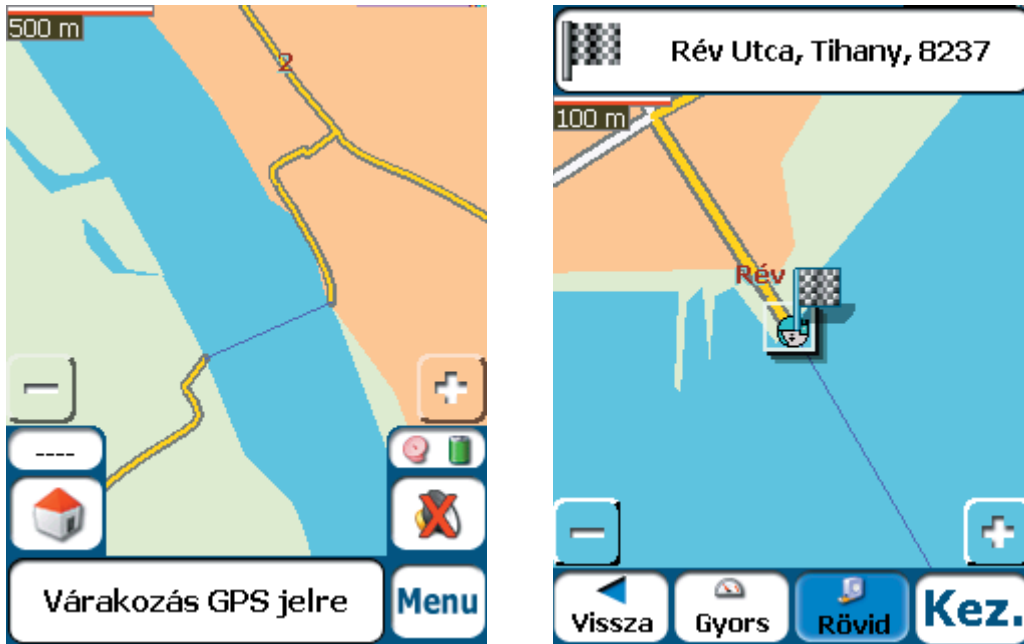 500 m
2
----
Várakozás GPS jelre
Menu
Rév Utca, Tihany, 8237
100 m
Rév
Vissza
Gyors
Rövid
Kez.